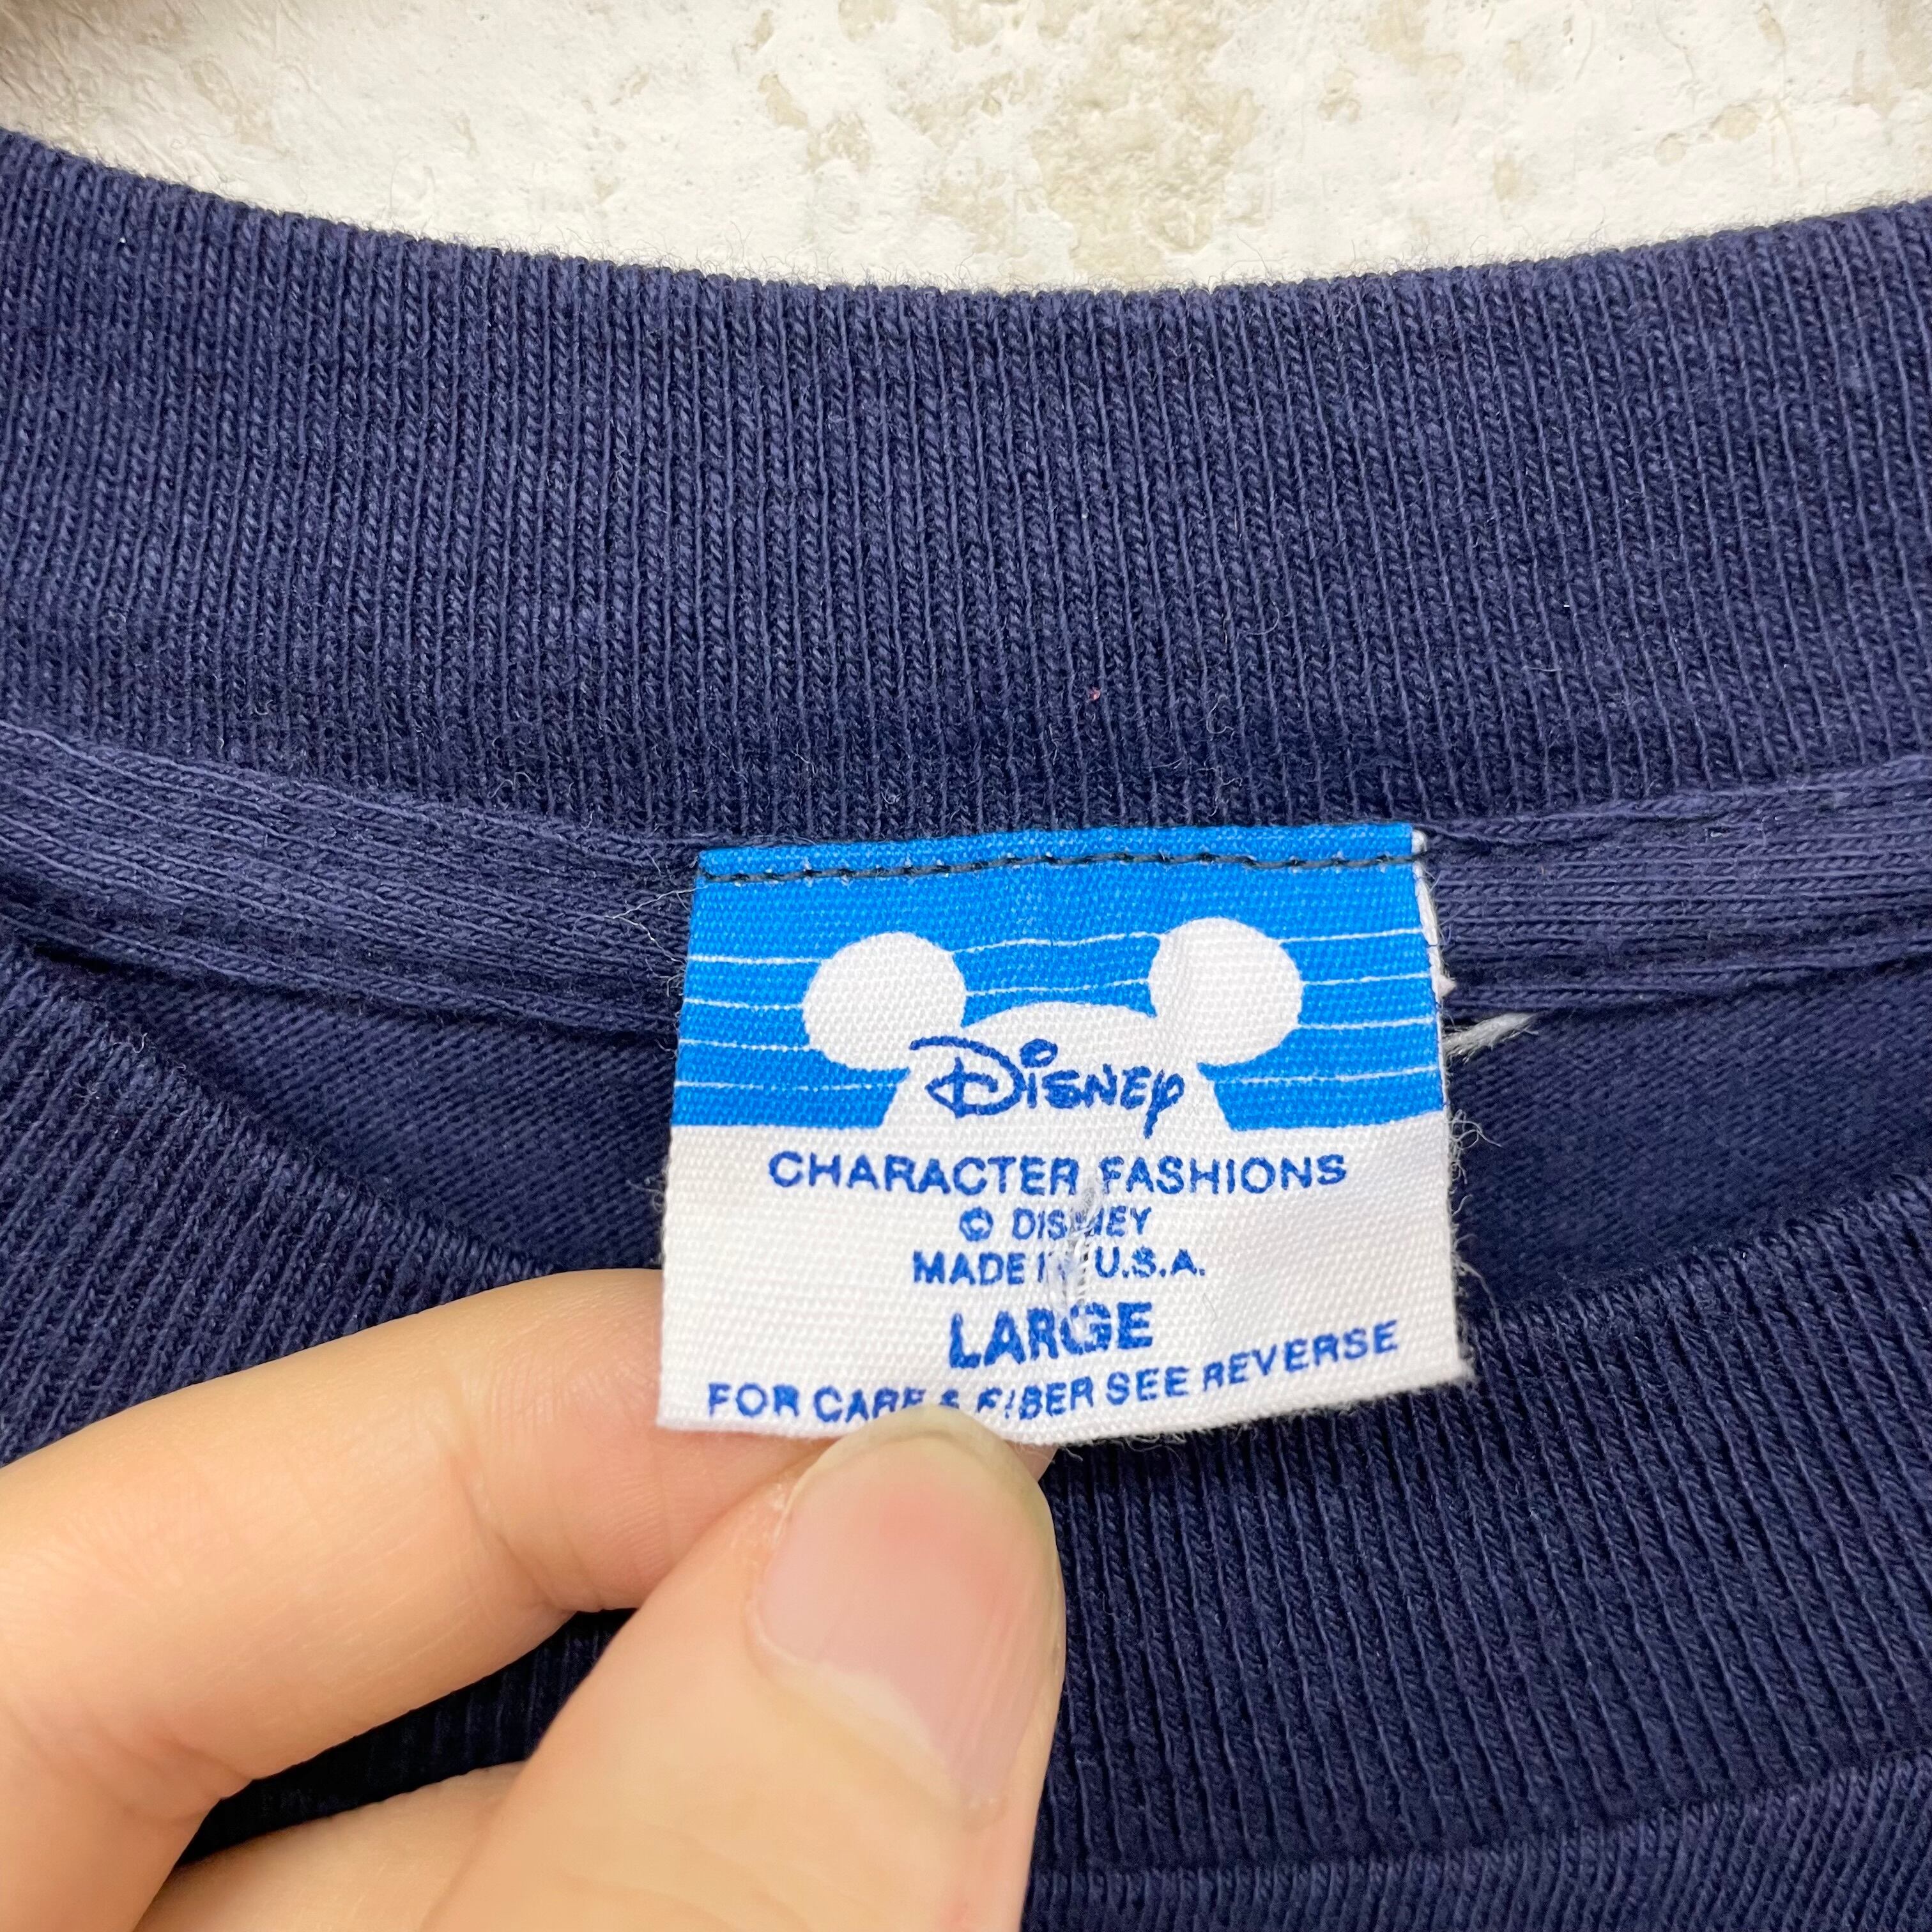 Disney
CHARACTER FASHIONS
© DISNEY
MADE IN U.S.A.
LARGE
FOR CARE & FIBER SEE REVERSE